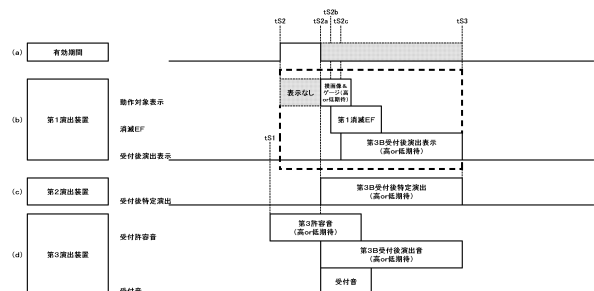 tS2b
tS2 tS2a tS2c tS3
(a) 有効期間
表示なし
模画像&
ゲージ(高
or低期待)
動作対象表示
(b) 第1演出装置
消滅EF 第1消滅EF
tS1
受付後演出表示
第3B受付後演出表示
(高or低期待)
(c) 第2演出装置
受付後特定演出
第3B受付後特定演出
(高or低期待)
受付許容音
第3許容音
(高or低期待)
(d) 第3演出装置
第3B受付後演出音
(高or低期待)
受付音
受付音